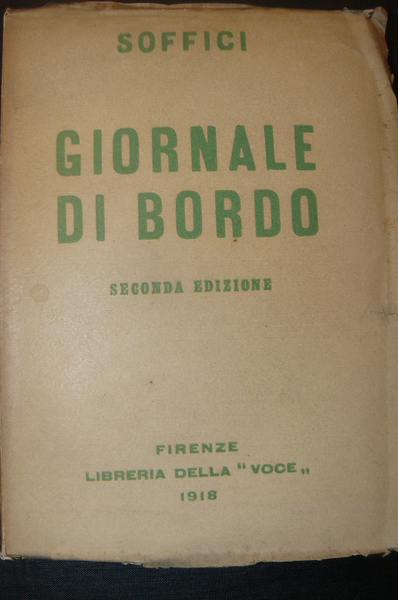 SOFFICI
GIORNALE
DI BORDO
SECONDA EDIZIONE
FIRENZE
LIBRERIA DELLA "VOCE„
1918